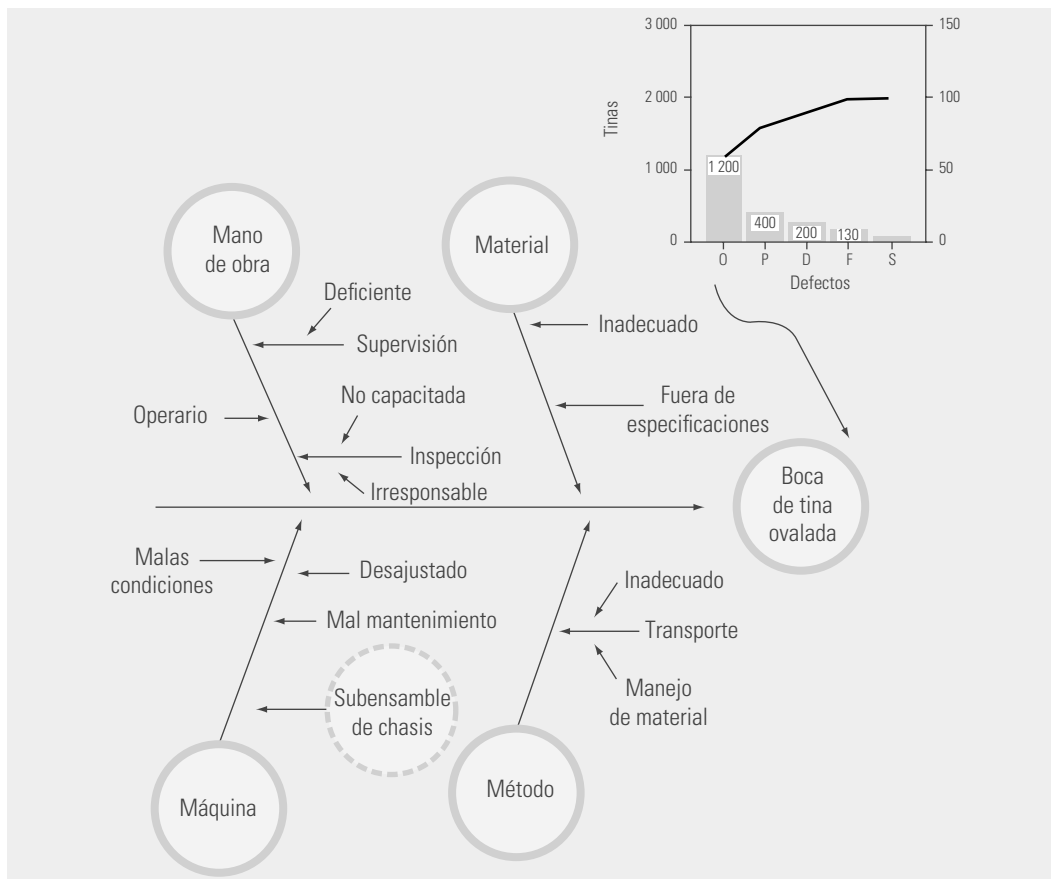 3 000
2 000
1 000
0
150
100
50
0
Tinas
1 200
400
200
130
O P D F S
Defectos
Mano
de obra
Material
Deficiente
Supervisión
Operario
No capacitada
Inspección
Irresponsable
Inadecuado
Fuera de
especificaciones
Boca
de tina
ovalada
Malas
condiciones
Desajustado
Mal mantenimiento
Subensamble
de chasis
Máquina
Inadecuado
Transporte
Manejo
de material
Método